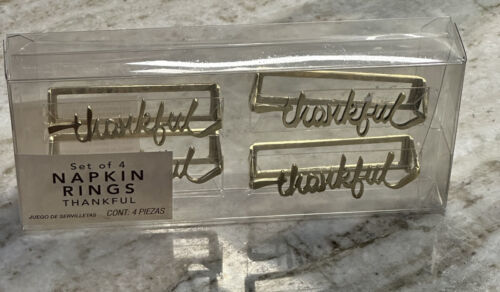 thankful thankful
thankful
Set of 4
NAPKIN
RINGS
THANKFUL
JUEGO DE SERVILLETAS CONT: 4 PIEZAS